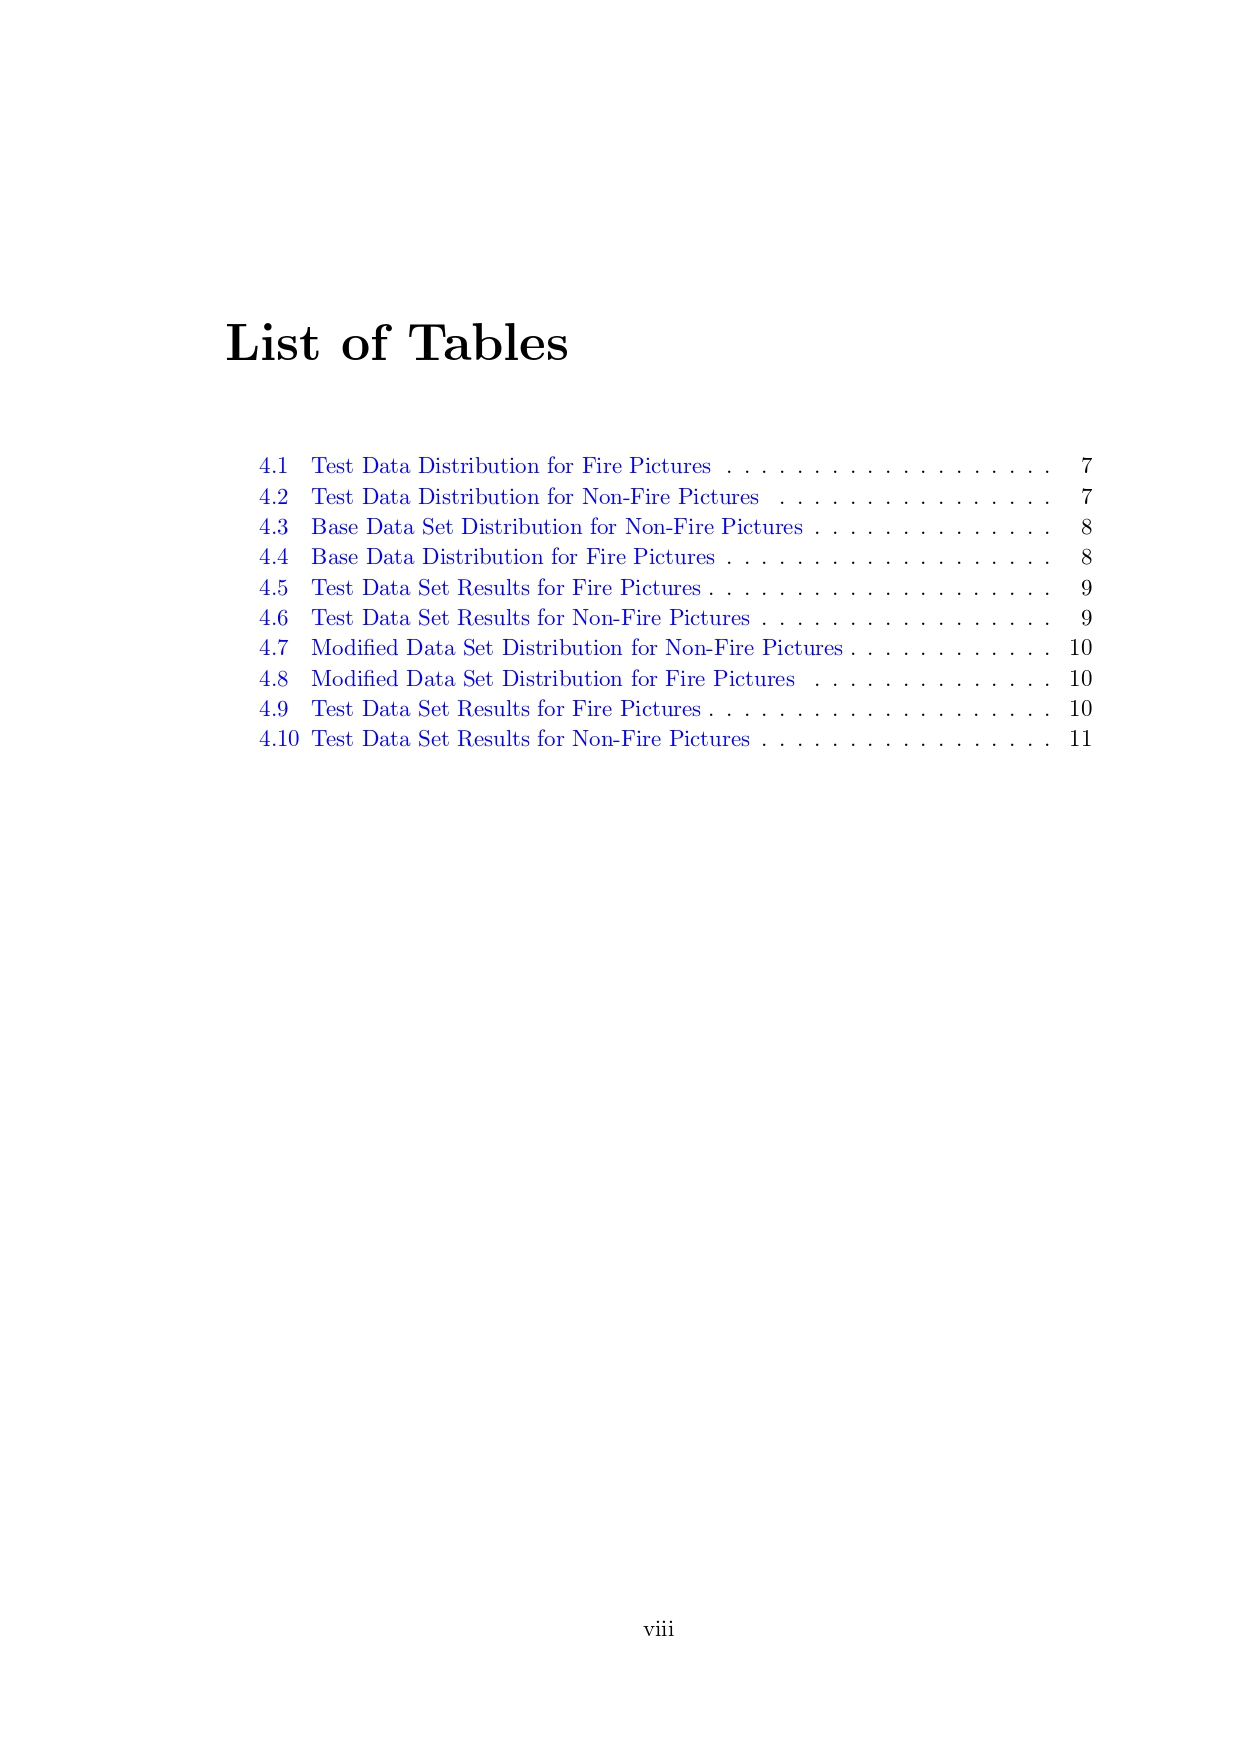 List of Tables
4.1 Test Data Distribution for Fire Pictures . . . . . . . . . . . . . . . . . . . 7
4.2 Test Data Distribution for Non-Fire Pictures . . . . . . . . . . . . . . . . 7
4.3 Base Data Set Distribution for Non-Fire Pictures . . . . . . . . . . . . . . 8
4.4 Base Data Distribution for Fire Pictures . . . . . . . . . . . . . . . . . . . 8
4.5 Test Data Set Results for Fire Pictures . . . . . . . . . . . . . . . . . . . . 9
4.6 Test Data Set Results for Non-Fire Pictures . . . . . . . . . . . . . . . . . 9
4.7 Modified Data Set Distribution for Non-Fire Pictures . . . . . . . . . . . . 10
4.8 Modified Data Set Distribution for Fire Pictures . . . . . . . . . . . . . . 10
4.9 Test Data Set Results for Fire Pictures . . . . . . . . . . . . . . . . . . . . 10
4.10 Test Data Set Results for Non-Fire Pictures . . . . . . . . . . . . . . . . . 11
viii